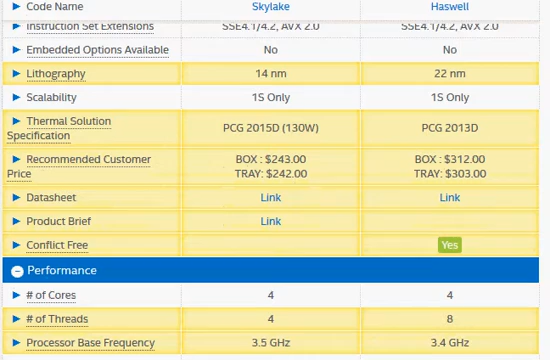 Code Name Skylake Haswell
Instruction Set Extensions SSE4.1/4.2, AVX 2.0 SSE4.1/4.2, AVX 2.0
Embedded Options Available No No
Lithography 14 nm 22 nm
Scalability 1S Only 1S Only
Thermal Solution
Specification PCG 2015D (130W) PCG 2013D
Recommended Customer BOX : $243.00 BOX : $312.00
Price TRAY: $242.00 TRAY: $303.00
Datasheet Link Link
Product Brief Link
Conflict Free Yes
Performance
# of Cores 4 4
# of Threads 4 8
Processor Base Frequency 3.5 GHz 3.4 GHz